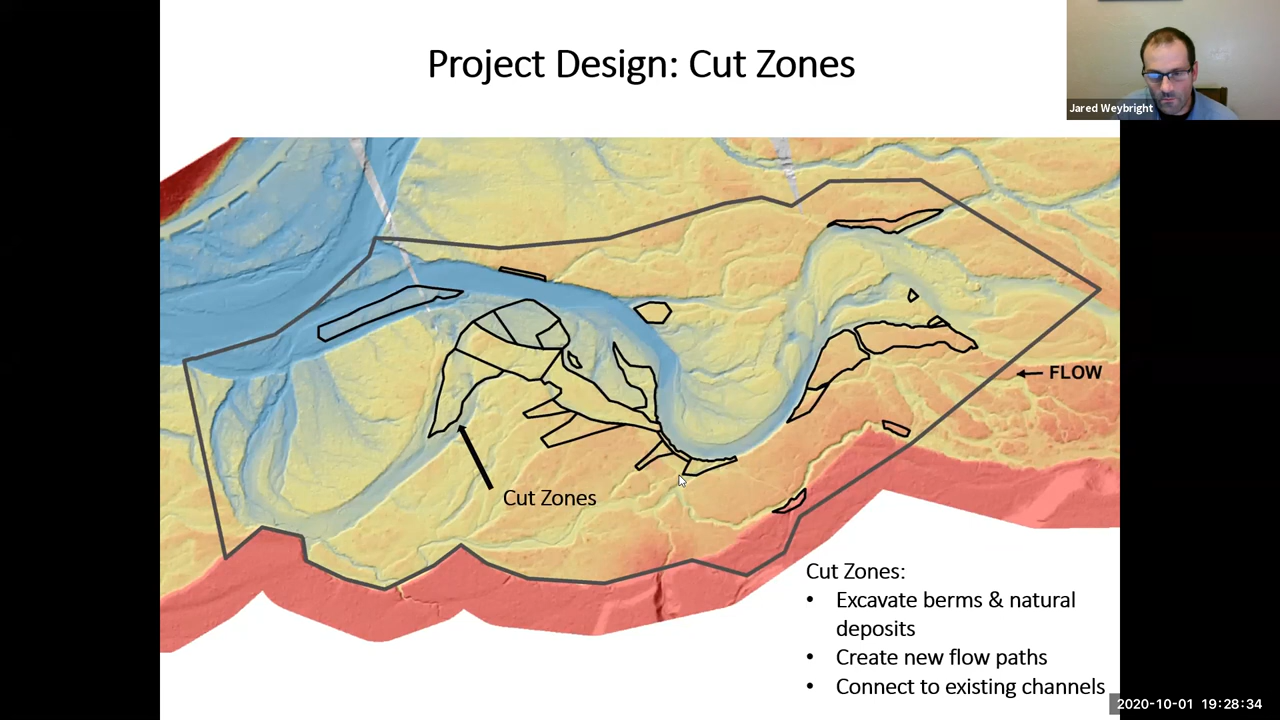 Project Design: Cut Zones
Jared Weybright
FLOW
Cut Zones
Cut Zones:
• Excavate berms & natural
deposits
• Create new flow paths
• Connect to existing channels
2020-10-01 19:28:34